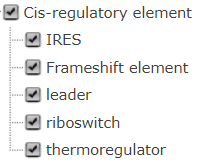 Cis-regulatory element
IRES
Frameshift element
leader
riboswitch
thermoregulator